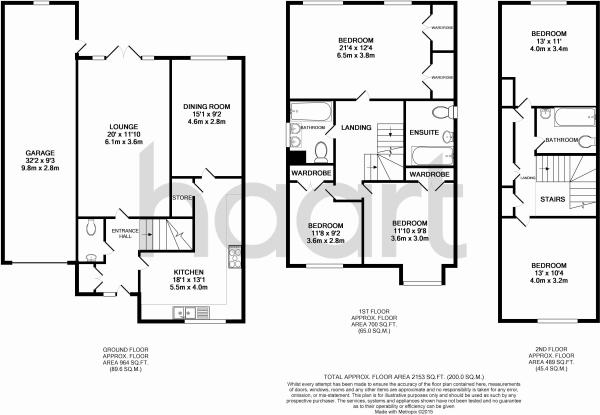 GARAGE
32'2 x 9'3
9.8m x 2.8m
LOUNGE
20' x 11'10
6.1m x 3.6m
DINING ROOM
15'1 x 9'2
4.6m x 2.8m
STORE
ENTRANCE
HALL
KITCHEN
18'1 x 13'1
5.5m x 4.0m
GROUND FLOOR
APPROX. FLOOR
AREA 964 SQ.FT.
(89.6 SQ.M.)
BEDROOM
21'4 x 12'4
6.5m x 3.8m
WARDROBE
WARDROBE
BATHROOM
LANDING
ENSUITE
WARDROBE
WARDROBE
BEDROOM
11'8 x 9'2
3.6m x 2.8m
BEDROOM
11'10 x 9'8
3.6m x 3.0m
1ST FLOOR
APPROX. FLOOR
AREA 700 SQ.FT.
(65.0 SQ.M.)
BEDROOM
13' x 11'
4.0m x 3.4m
BATHROOM
LANDING
STAIRS
BEDROOM
13' x 10'4
4.0m x 3.2m
2ND FLOOR
APPROX. FLOOR
AREA 489 SQ.FT.
(45.4 SQ.M.)
haart
TOTAL APPROX. FLOOR AREA 2153 SQ.FT. (200.0 SQ.M.)
Whilst every attempt has been made to ensure the accuracy of the floor plan contained here, measurements
of doors, windows, rooms and any other items are approximate and no responsibility is taken for any error,
omission, or mis-statement. This plan is for illustrative purposes only and should be used as such by any
prospective purchaser. The services, systems and appliances shown have not been tested and no guarantee
as to their operability or efficiency can be given
Made with Metropix ©2015